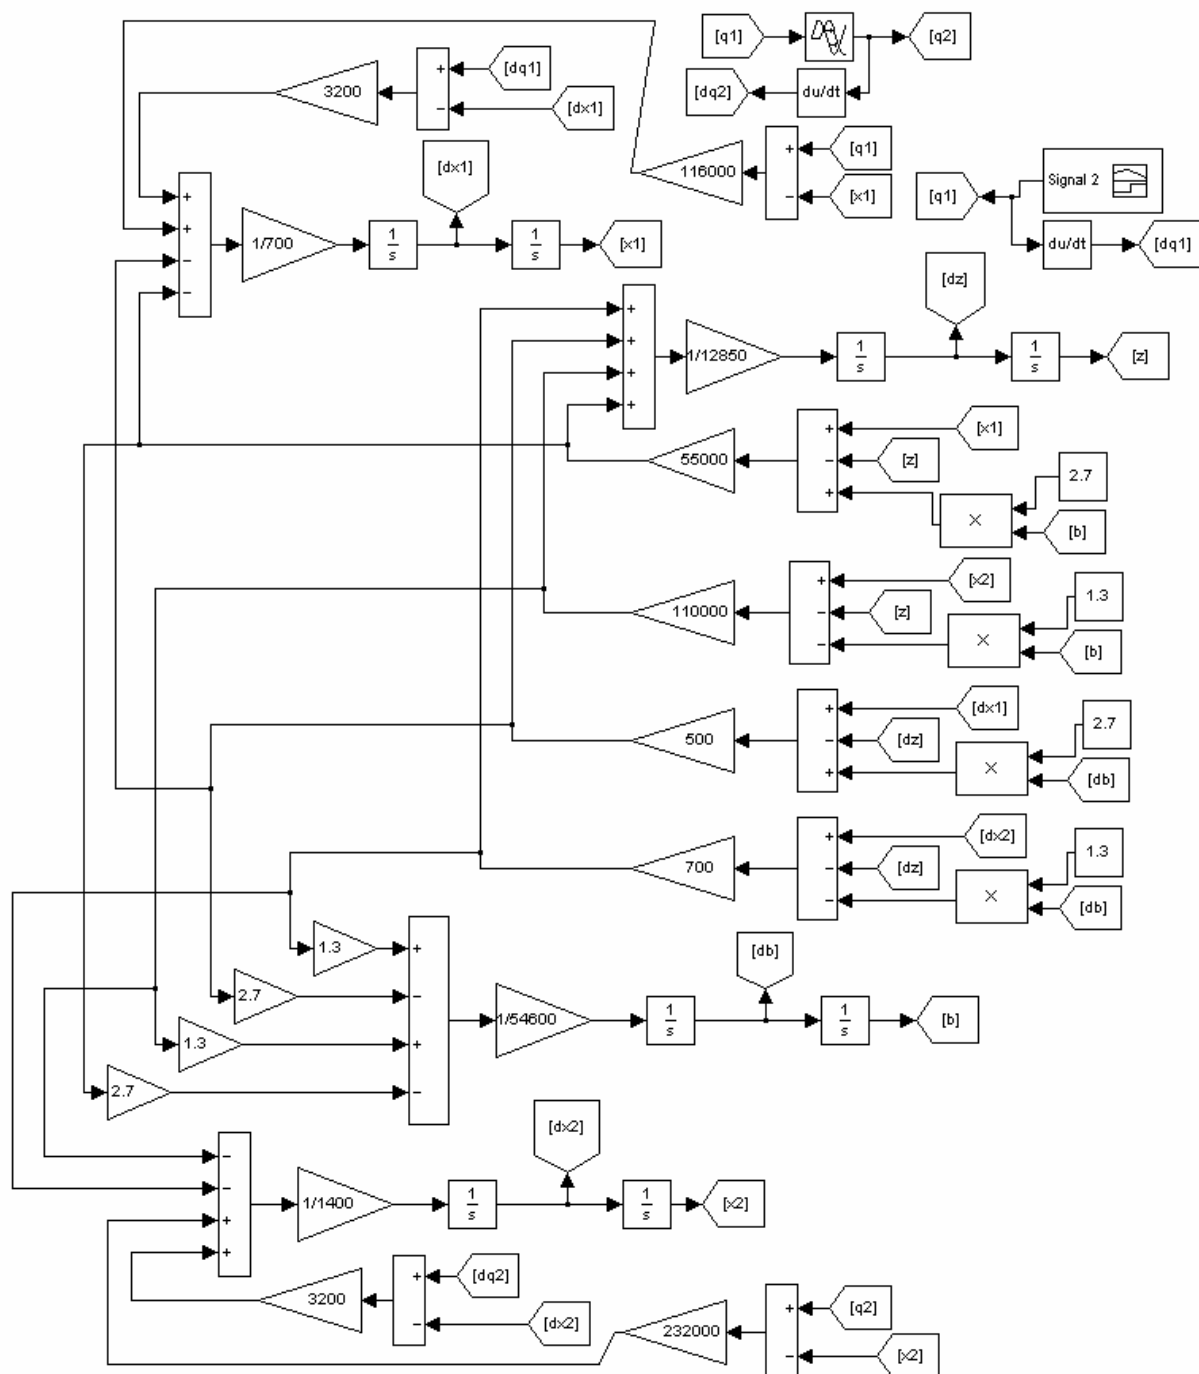 [q1]
[q2]
[dq1]
+
3200
−
[dx1]
[dq2]
du/dt
[dx1]
+
[q1]
116000
−
[x1]
Signal 2
[q1]
du/dt
[dq1]
+
+
−
−
1/700
1
s
1
s
[x1]
[dz]
+
+
+
+
1/12850
1
s
1
s
[z]
+
[x1]
55000
−
[z]
+
2.7
×
[b]
+
[x2]
110000
−
[z]
1.3
−
×
[b]
+
[dx1]
500
−
[dz]
2.7
+
×
[db]
+
[dx2]
700
−
[dz]
1.3
−
×
[db]
1.3
+
2.7
−
1.3
+
2.7
−
1/54600
1
s
[db]
1
s
[b]
[dx2]
−
−
+
+
1/1400
1
s
1
s
[x2]
+
[dq2]
3200
−
[dx2]
+
[q2]
232000
−
[x2]